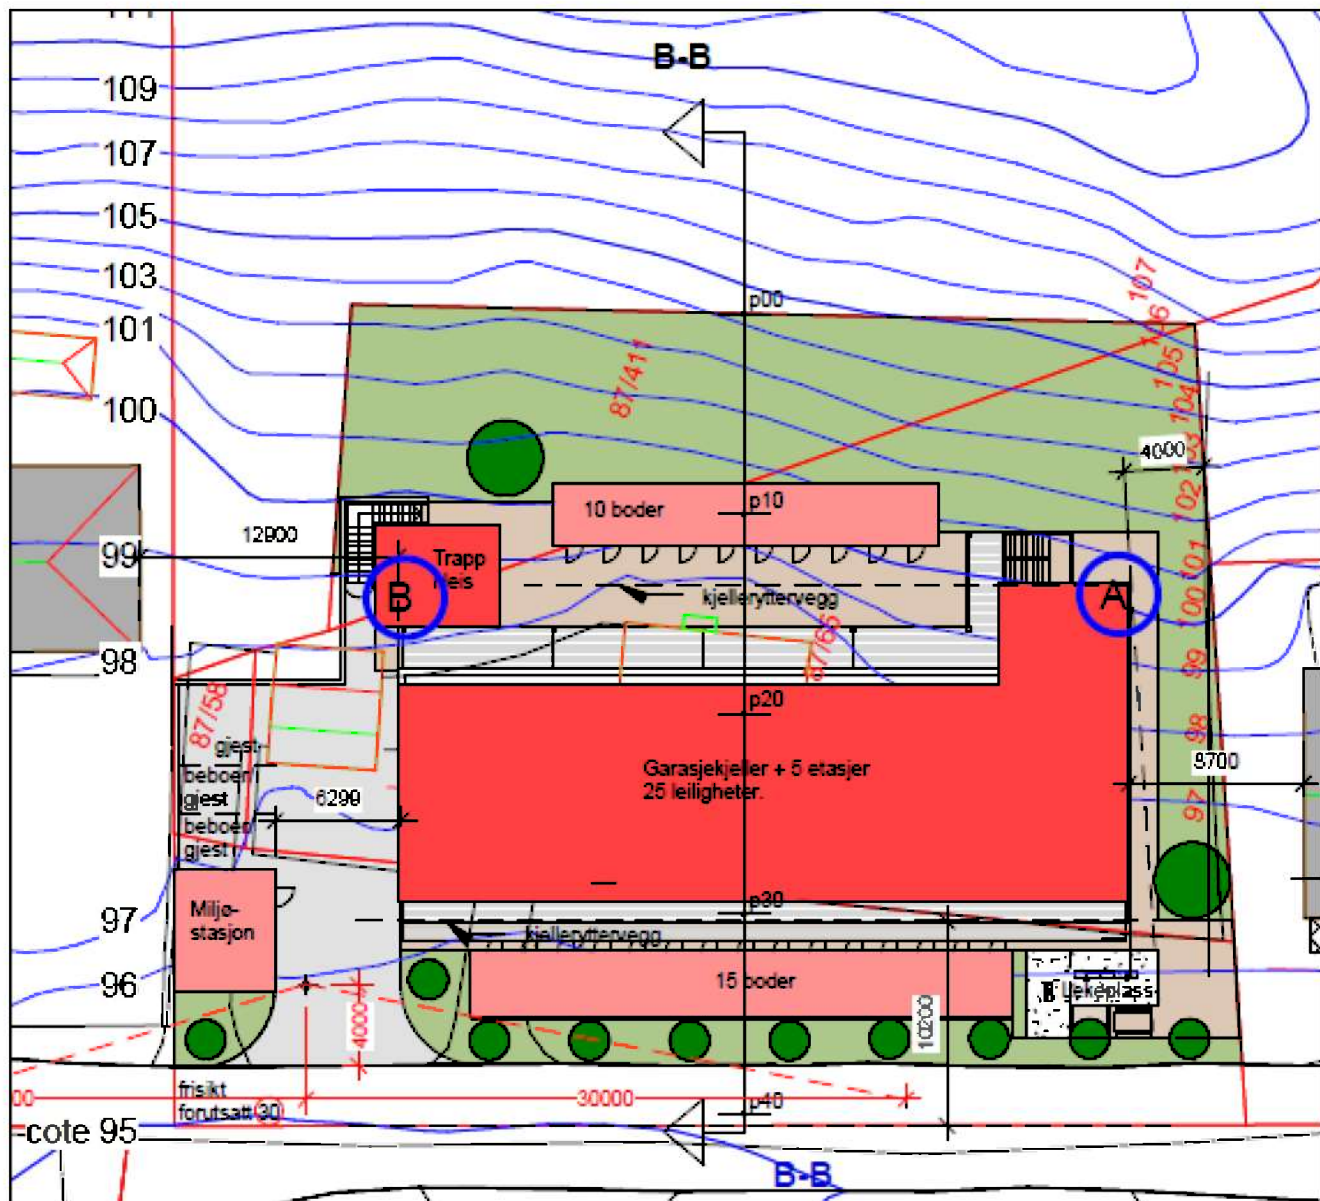 B-B
109
107
105
103
101
100
99
98
97
96
-cote 95
p00
107
106
105
104
103
102
101
100
99
98
97
87/411
4000
10 boder
p10
12900
Trapp
B
A
kjelleryttervegg
87/65
87/58
p20
Garasjekjeller + 5 etasjer
25 leiligheter.
8700
gjest
beboer
gjest
beboer
gjest
6299
Miljø-
stasjon
p30
kjelleryttervegg
15 boder
Lekeplass
4000
10200
frisikt
forutsatt 30
30000
p40
B-B